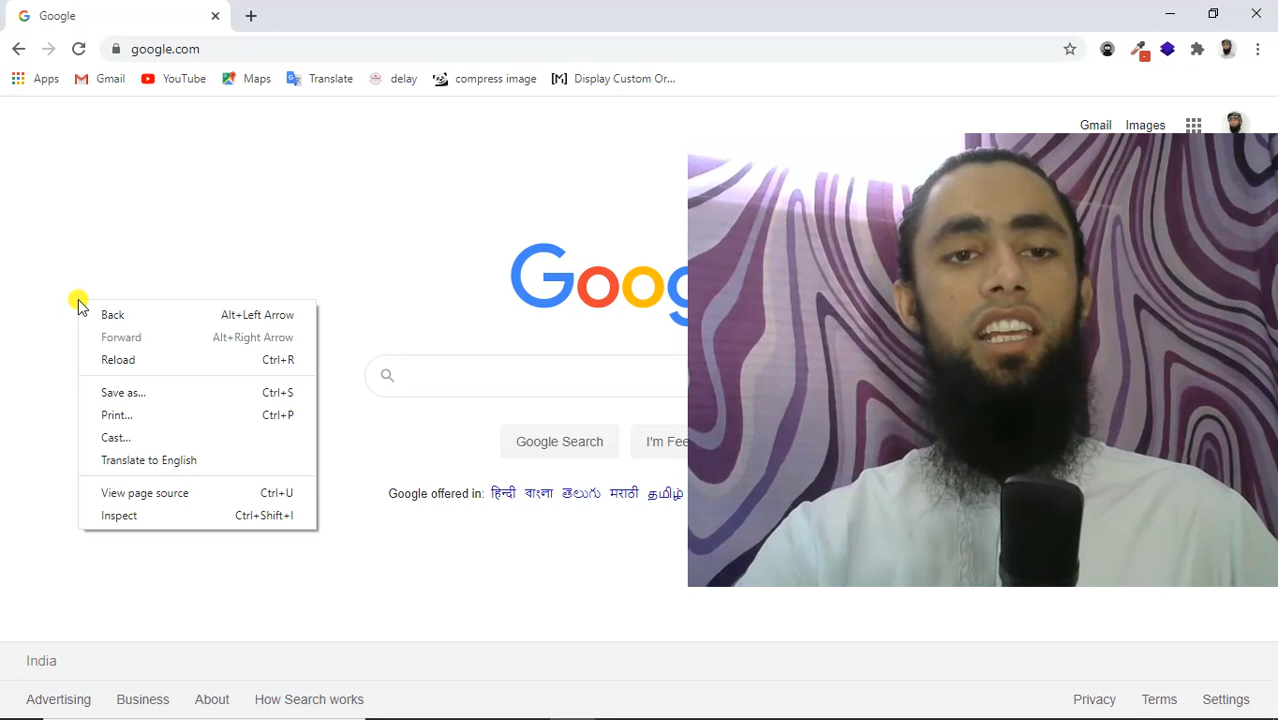 Google
google.com
Apps Gmail YouTube Maps Translate delay compress image Display Custom Or...
Gmail Images
Goog
Back Alt+Left Arrow
Forward Alt+Right Arrow
Reload Ctrl+R
Save as... Ctrl+S
Print... Ctrl+P
Cast...
Translate to English
View page source Ctrl+U
Inspect Ctrl+Shift+I
Google Search I'm Fee
Google offered in: हिन्दी বাংলা తెలుగు मराठी தமிழ்
India
Advertising Business About How Search works Privacy Terms Settings